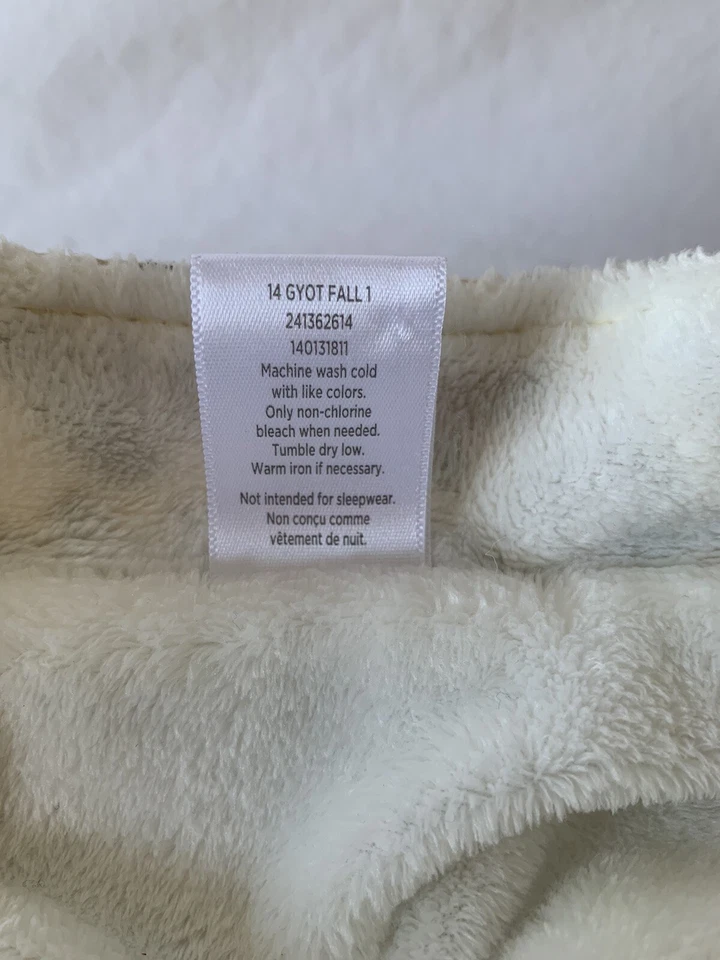 14 GYOT FALL 1
241362614
140131811
Machine wash cold
with like colors.
Only non-chlorine
bleach when needed.
Tumble dry low.
Warm iron if necessary.
Not intended for sleepwear.
Non conçu comme
vêtement de nuit.